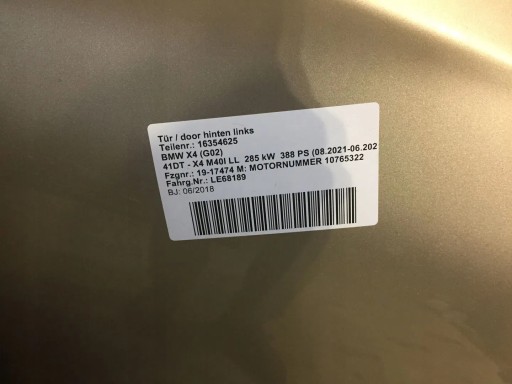 Tür / door hinten links
Teilenr.: 16354625
BMW X4 (G02)
41DT - X4 M40I LL 285 kW 388 PS (08.2021-06.202
Fzgnr.: 19-17474 M: MOTORNUMMER 10765322
Fahrg.Nr.: LE68189
BJ: 06/2018